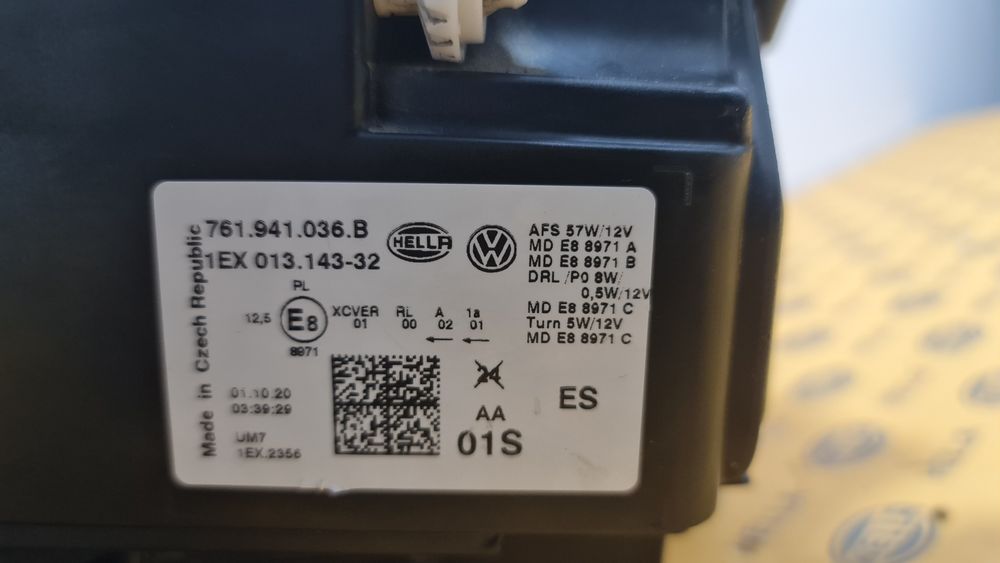 Made in Czech Republic
761.941.036.B
1EX 013.143-32
HELLA
VW
PL
12,5
E8
8971
XCVER RL A 1a
01 00 02 01
AFS 57W/12V
MD E8 8971 A
MD E8 8971 B
DRL /PO 8W/
0,5W/12V
MD E8 8971 C
Turn 5W/12V
MD E8 8971 C
01.10.20
03:39:29
UM7
1EX.2356
24
AA
01S
ES